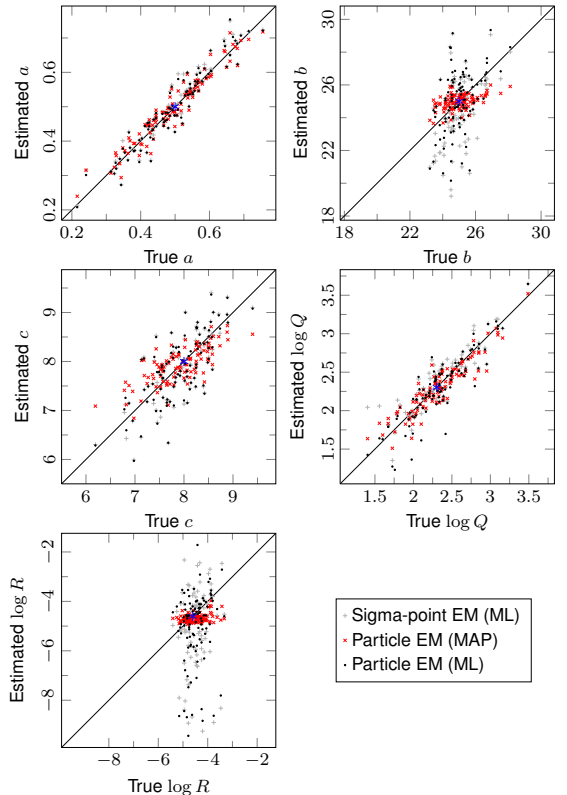 0.6
0.4
0.2
Estimated a
0.2 0.4 0.6
True a
30
26
22
18
Estimated b
18 22 26 30
True b
9
8
7
6
Estimated c
6 7 8 9
True c
3.5
3
2.5
2
1.5
Estimated log Q
1.5 2 2.5 3 3.5
True log Q
−2
−4
−6
−8
Estimated log R
−8 −6 −4 −2
True log R
Sigma-point EM (ML)
Particle EM (MAP)
Particle EM (ML)